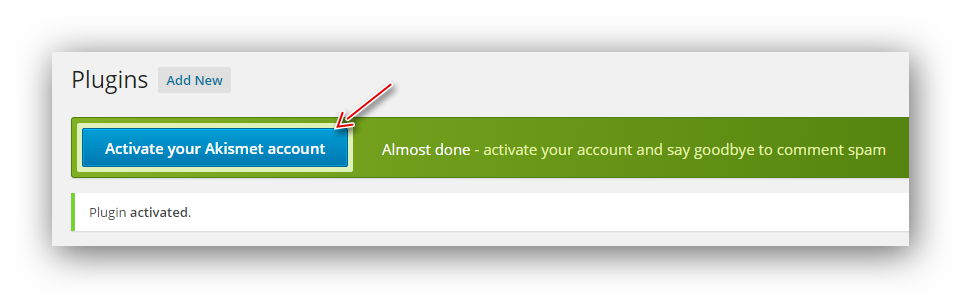 Plugins Add New
Activate your Akismet account Almost done - activate your account and say goodbye to comment spam
Plugin activated.